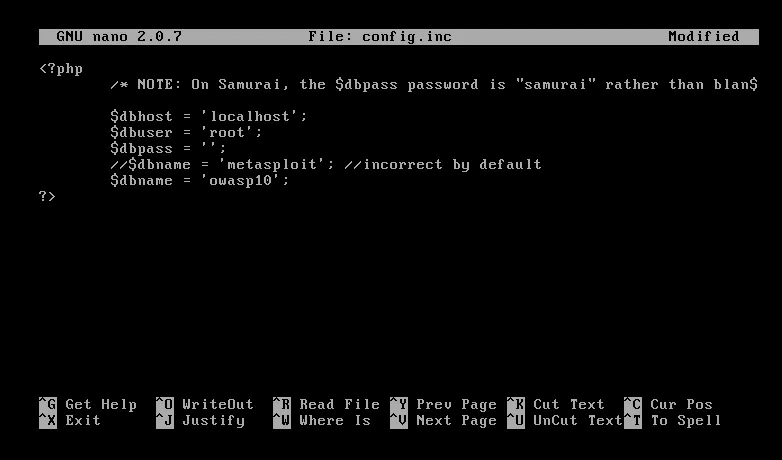 GNU nano 2.0.7 File: config.inc Modified
<?php
/* NOTE: On Samurai, the $dbpass password is "samurai" rather than blan$
$dbhost = 'localhost';
$dbuser = 'root';
$dbpass = '';
//$dbname = 'metasploit'; //incorrect by default
$dbname = 'owasp10';
?>
^G Get Help ^O WriteOut ^R Read File ^Y Prev Page ^K Cut Text ^C Cur Pos
^X Exit ^J Justify ^W Where Is ^V Next Page ^U UnCut Text ^T To Spell